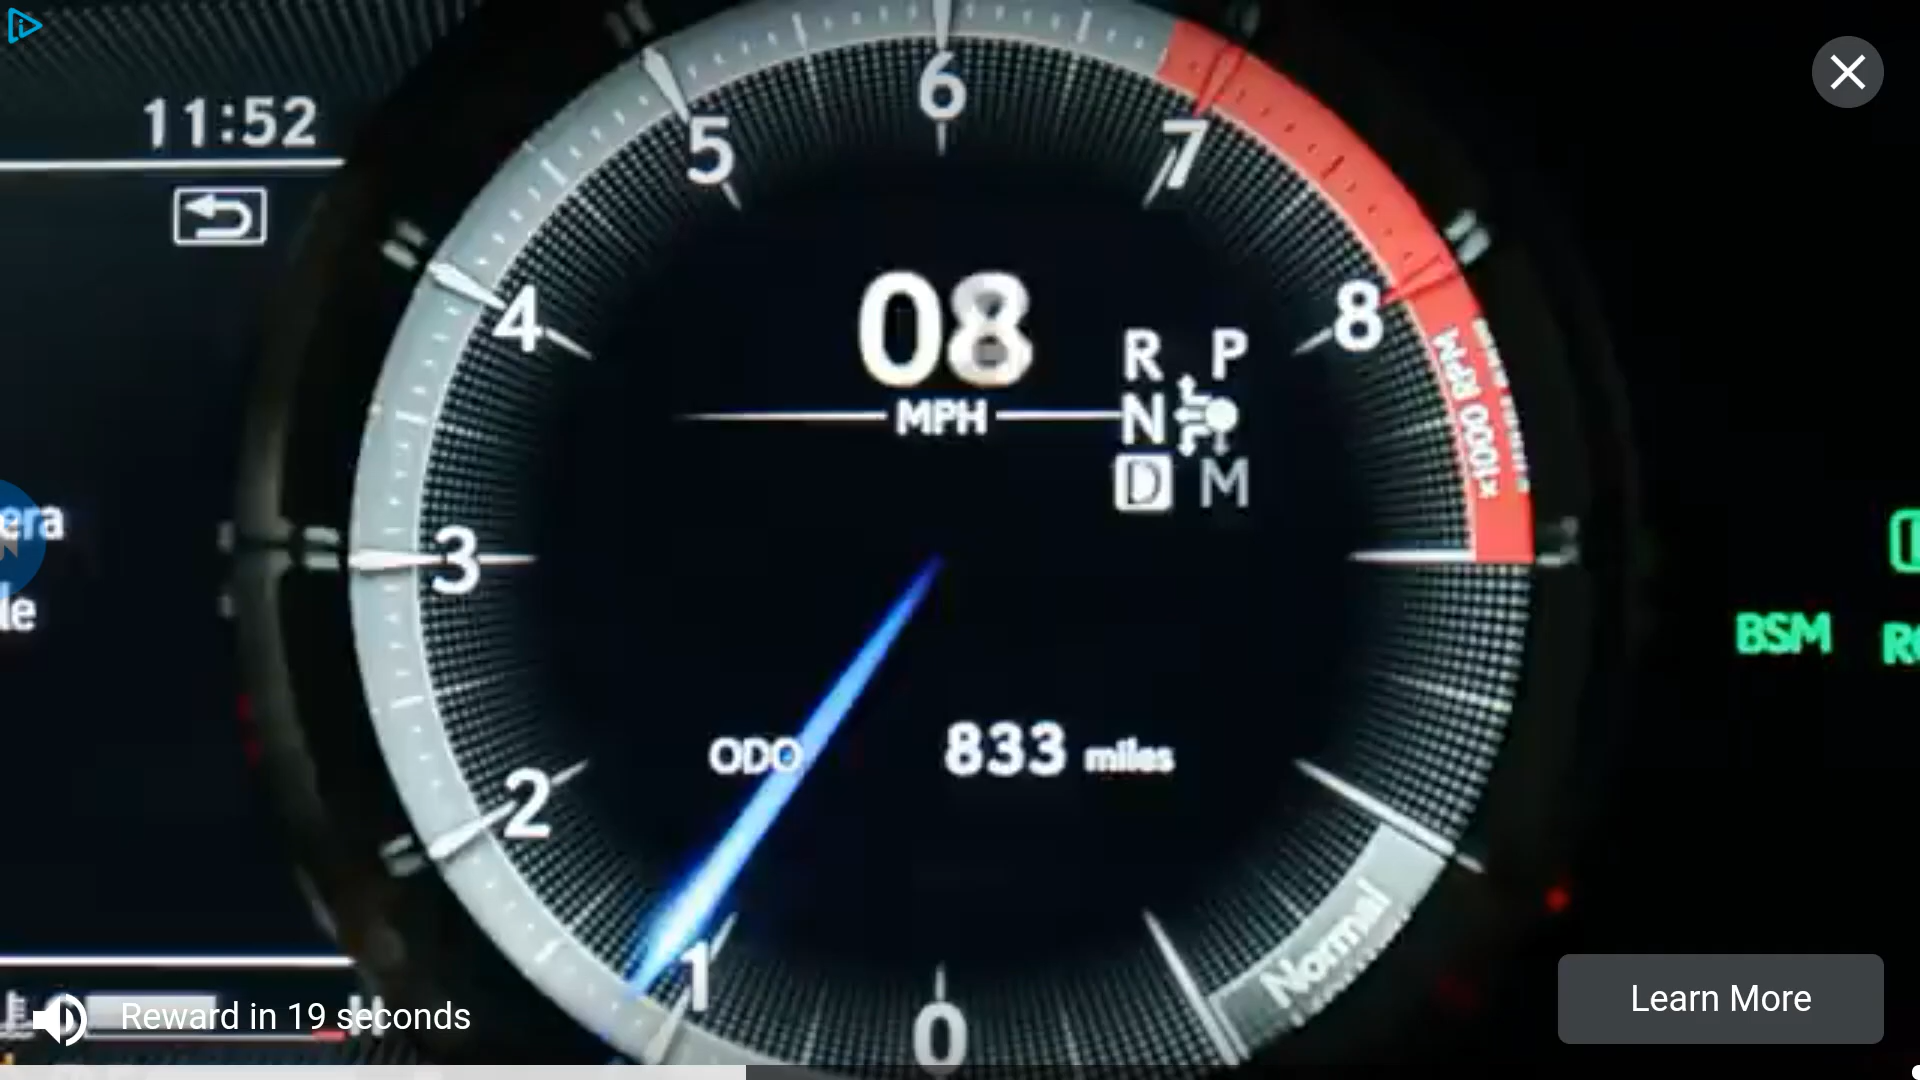 11:52
6
5
7
4
8
08
R P
MPH
N
D M
x1000 RPM
era
3
le
BSM
ODO 833 miles
2
1
Normal
0
Reward in 19 seconds
Learn More